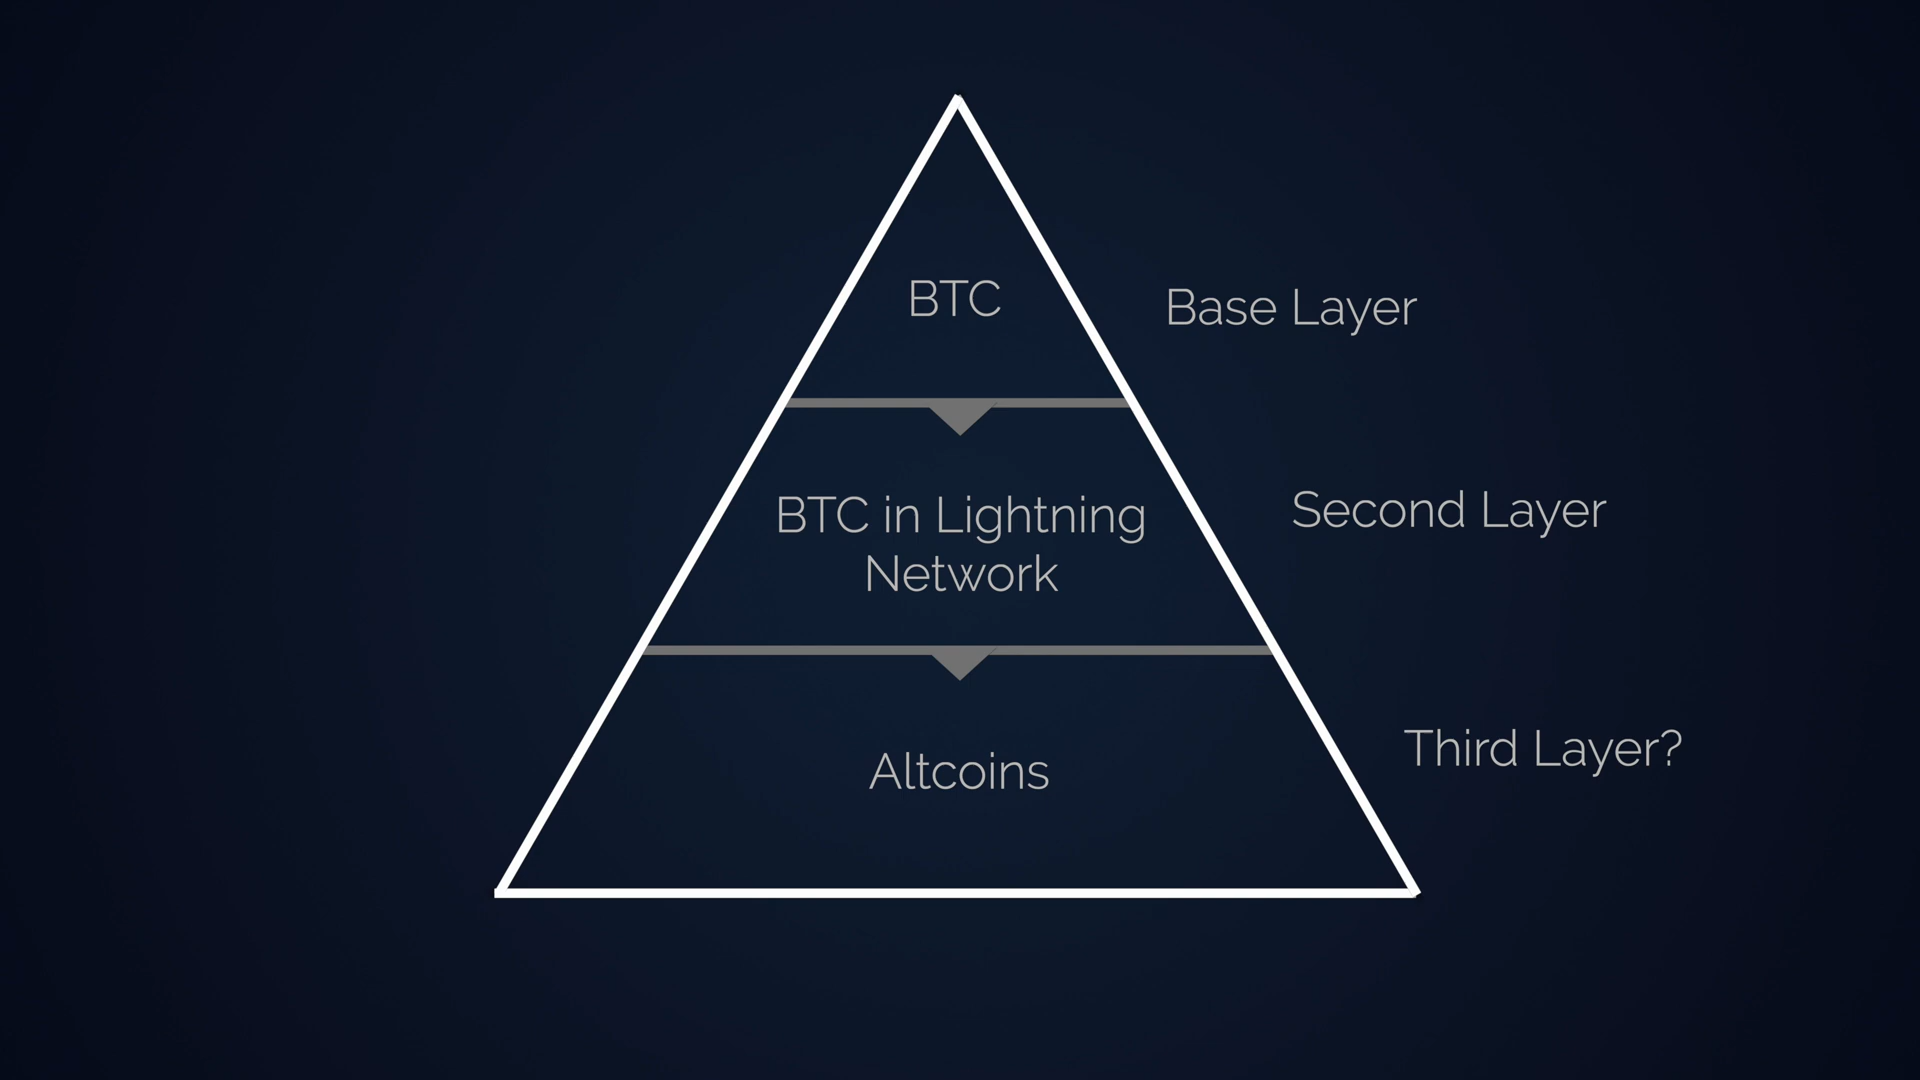 BTC
Base Layer
BTC in Lightning
Network
Second Layer
Altcoins
Third Layer?